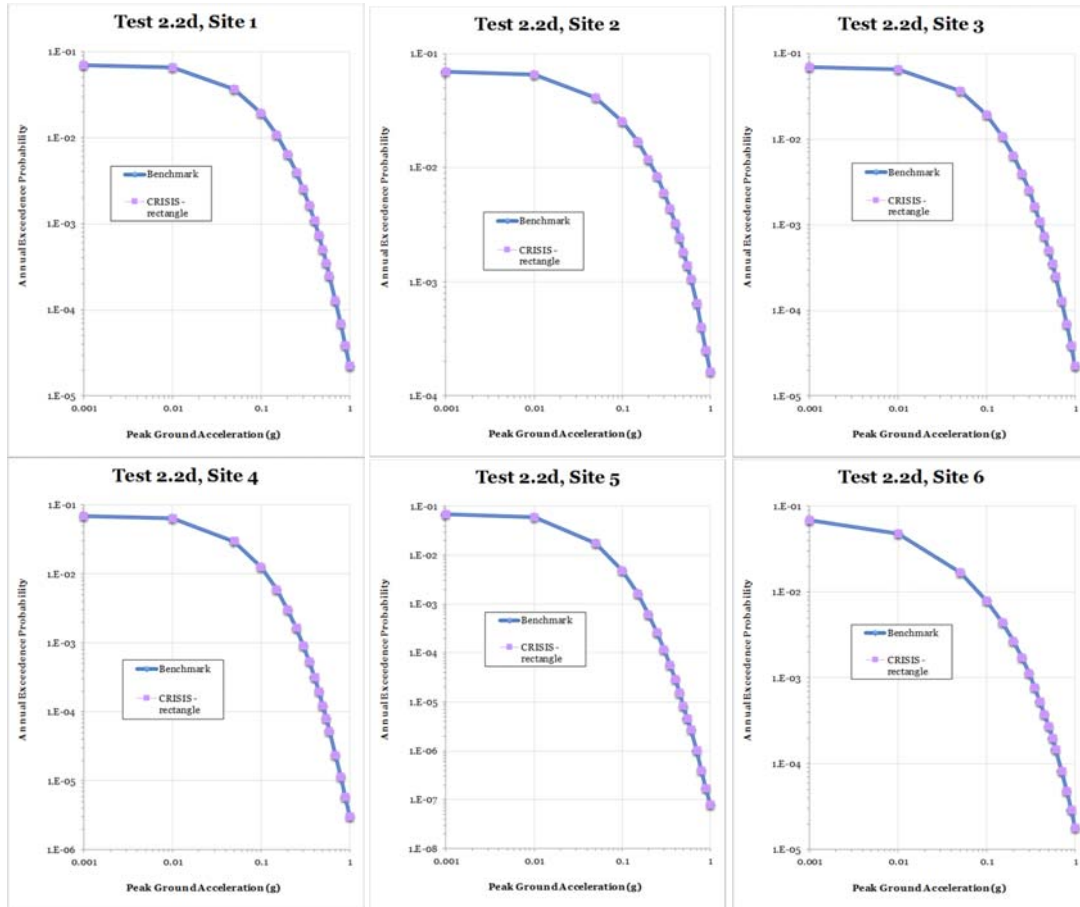 Test 2.2d, Site 1
Annual Exceedence Probability
1.E-01
1.E-02
1.E-03
1.E-04
1.E-05
Benchmark
CRISIS-
rectangle
0.001 0.01 0.1 1
Peak Ground Acceleration (g)
Test 2.2d, Site 2
Annual Exceedence Probability
1.E-01
1.E-02
1.E-03
1.E-04
Benchmark
CRISIS-
rectangle
0.001 0.01 0.1 1
Peak Ground Acceleration (g)
Test 2.2d, Site 3
Annual Exceedence Probability
1.E-01
1.E-02
1.E-03
1.E-04
1.E-05
Benchmark
CRISIS-
rectangle
0.001 0.01 0.1 1
Peak Ground Acceleration (g)
Test 2.2d, Site 4
Annual Exceedence Probability
1.E-01
1.E-02
1.E-03
1.E-04
1.E-05
1.E-06
Benchmark
CRISIS-
rectangle
0.001 0.01 0.1 1
Peak Ground Acceleration (g)
Test 2.2d, Site 5
Annual Exceedence Probability
1.E-01
1.E-02
1.E-03
1.E-04
1.E-05
1.E-06
1.E-07
1.E-08
Benchmark
CRISIS-
rectangle
0.001 0.01 0.1 1
Peak Ground Acceleration (g)
Test 2.2d, Site 6
Annual Exceedence Probability
1.E-01
1.E-02
1.E-03
1.E-04
1.E-05
Benchmark
CRISIS-
rectangle
0.001 0.01 0.1 1
Peak Ground Acceleration (g)